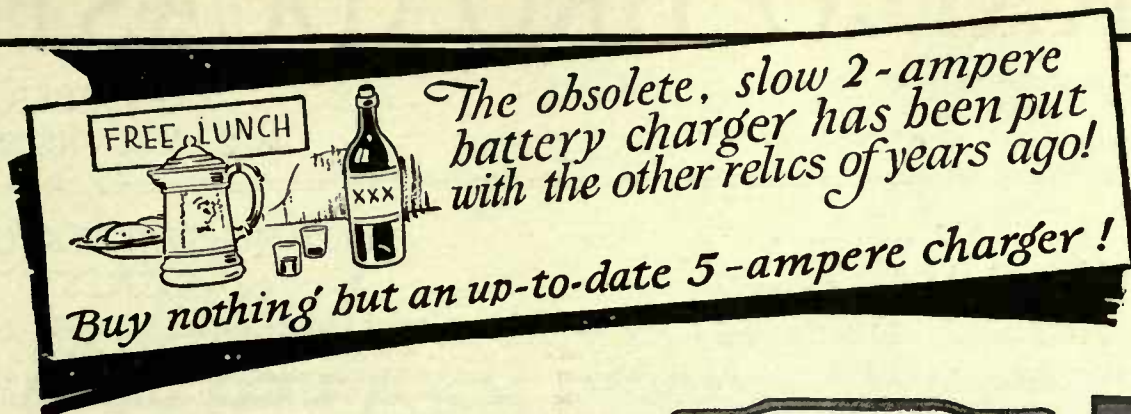 FREE LUNCH
XXX
The obsolete, slow 2-ampere
battery charger has been put
with the other relics of years ago!
Buy nothing but an up-to-date 5-ampere charger!